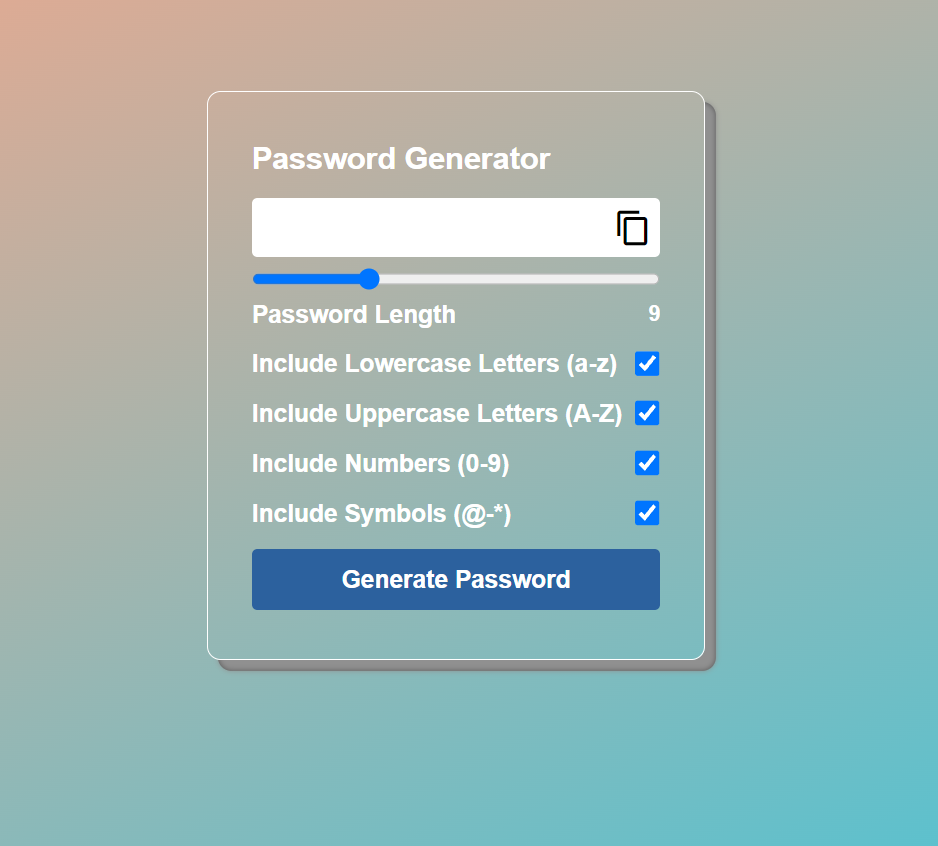 Password Generator
Password Length 9
Include Lowercase Letters (a-z)
Include Uppercase Letters (A-Z)
Include Numbers (0-9)
Include Symbols (@-*)
Generate Password